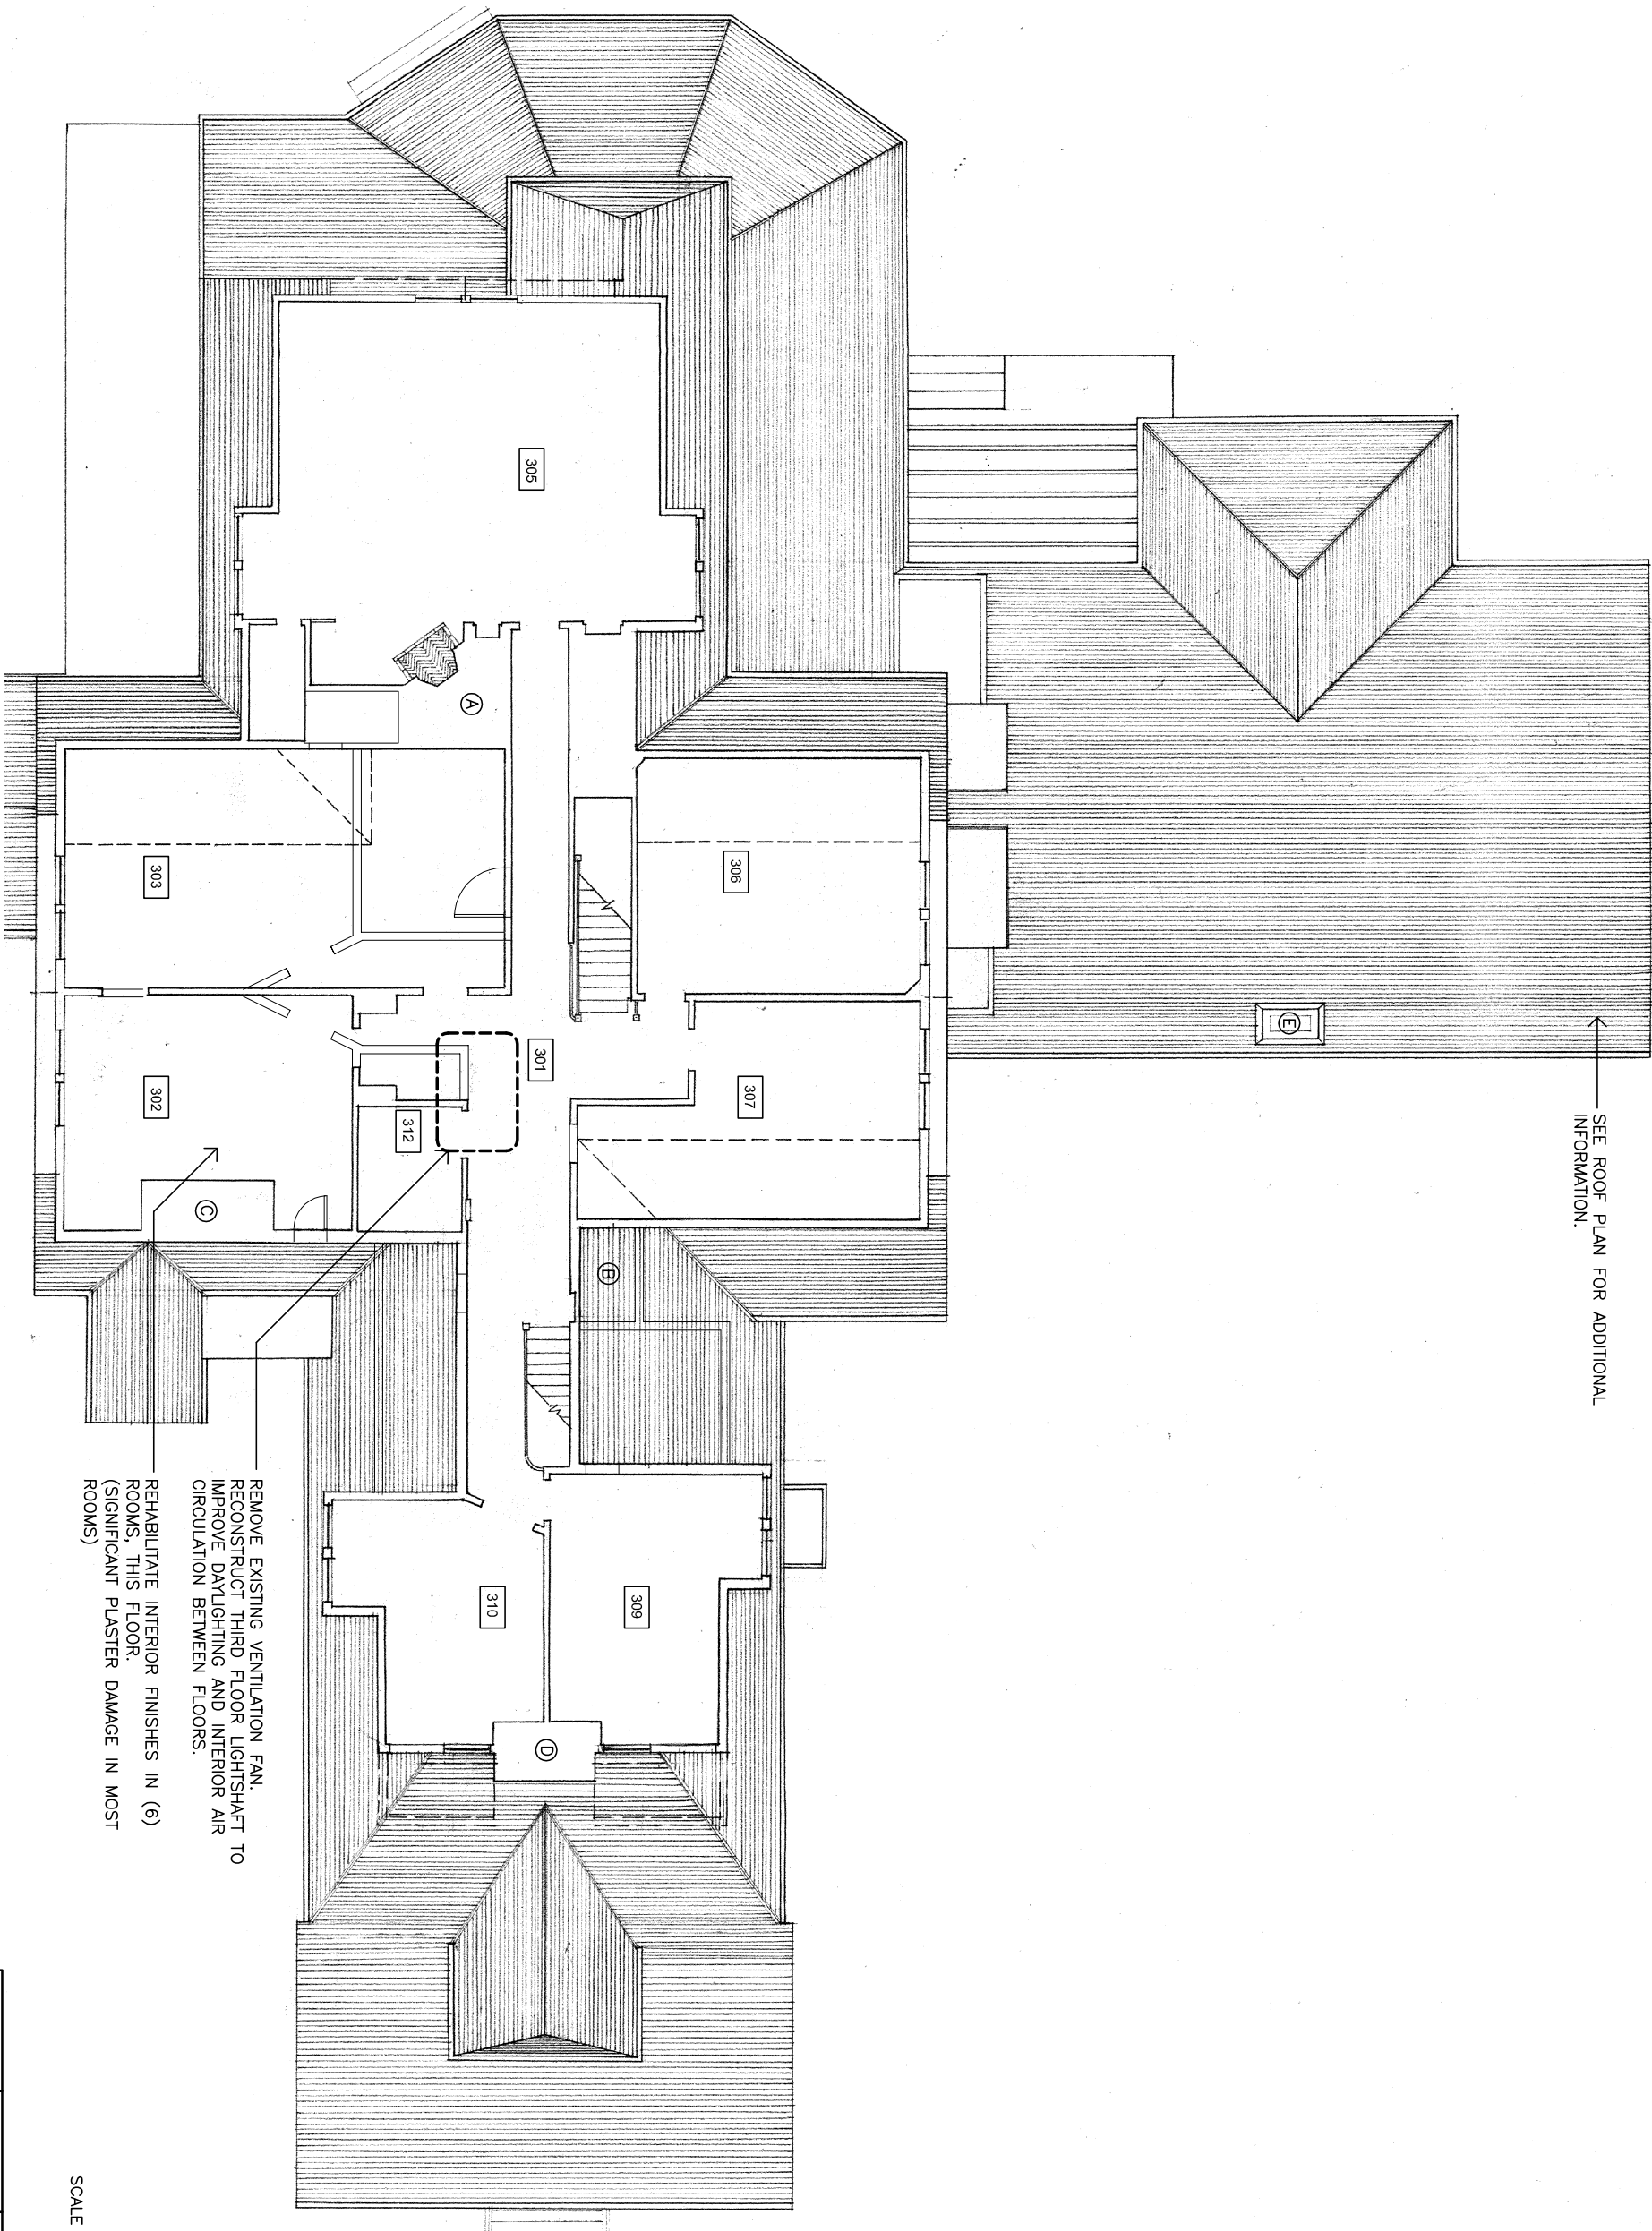 SEE ROOF PLAN FOR ADDITIONAL
INFORMATION.
E
305
A
303
306
301
307
302
312
C
B
310
309
D
REMOVE EXISTING VENTILATION FAN.
RECONSTRUCT THIRD FLOOR LIGHTSHAFT TO
IMPROVE DAYLIGHTING AND INTERIOR AIR
CIRCULATION BETWEEN FLOORS.
REHABILITATE INTERIOR FINISHES IN (6)
ROOMS, THIS FLOOR.
(SIGNIFICANT PLASTER DAMAGE IN MOST
ROOMS)
SCALE